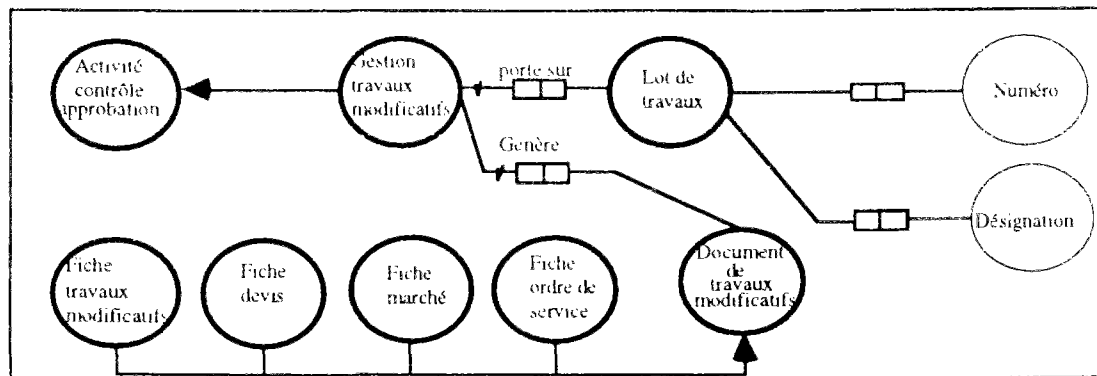 Activité
contrôle
approbation
Gestion
travaux
modificatifs
porte sur
Lot de
travaux
Numéro
Genère
Désignation
Fiche
travaux
modificatifs
Fiche
devis
Fiche
marché
Fiche
ordre de
service
Document
de
travaux
modificatifs